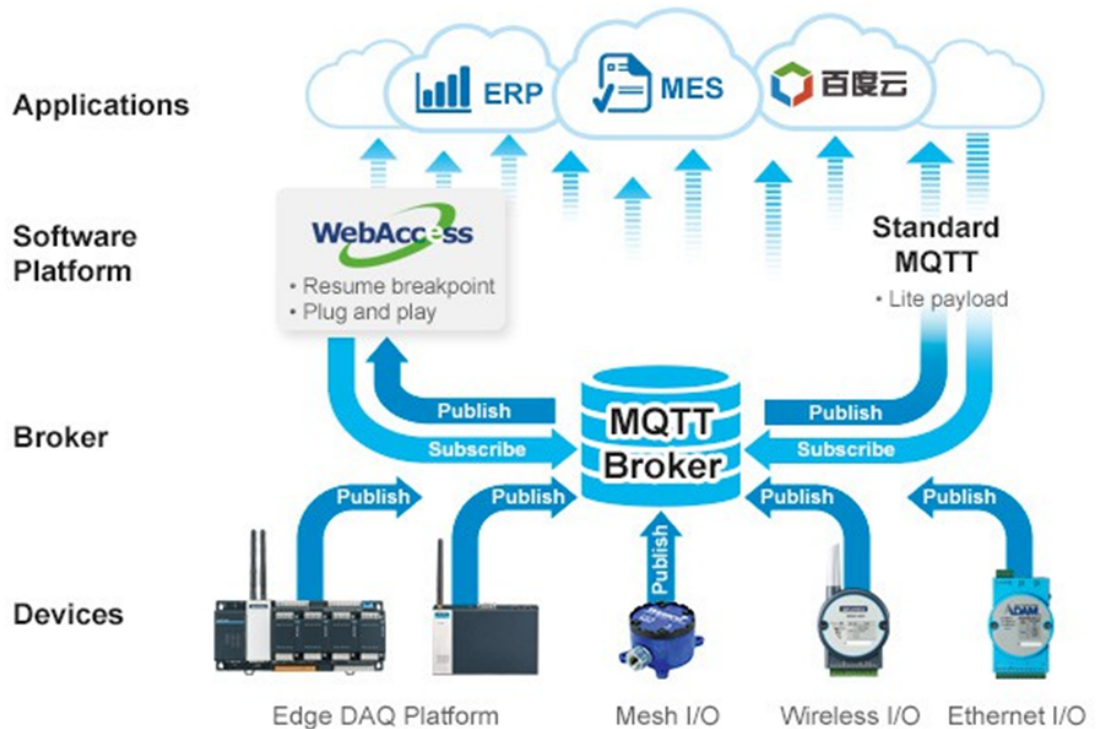 Applications
ERP
MES
百度云
Software
Platform
WebAccess
• Resume breakpoint
• Plug and play
Standard
MQTT
• Lite payload
Broker
Publish
Subscribe
MQTT
Broker
Publish
Subscribe
Publish
Publish
Publish
Publish
Publish
Devices
ADAM
Edge DAQ Platform
Mesh I/O
Wireless I/O
Ethernet I/O